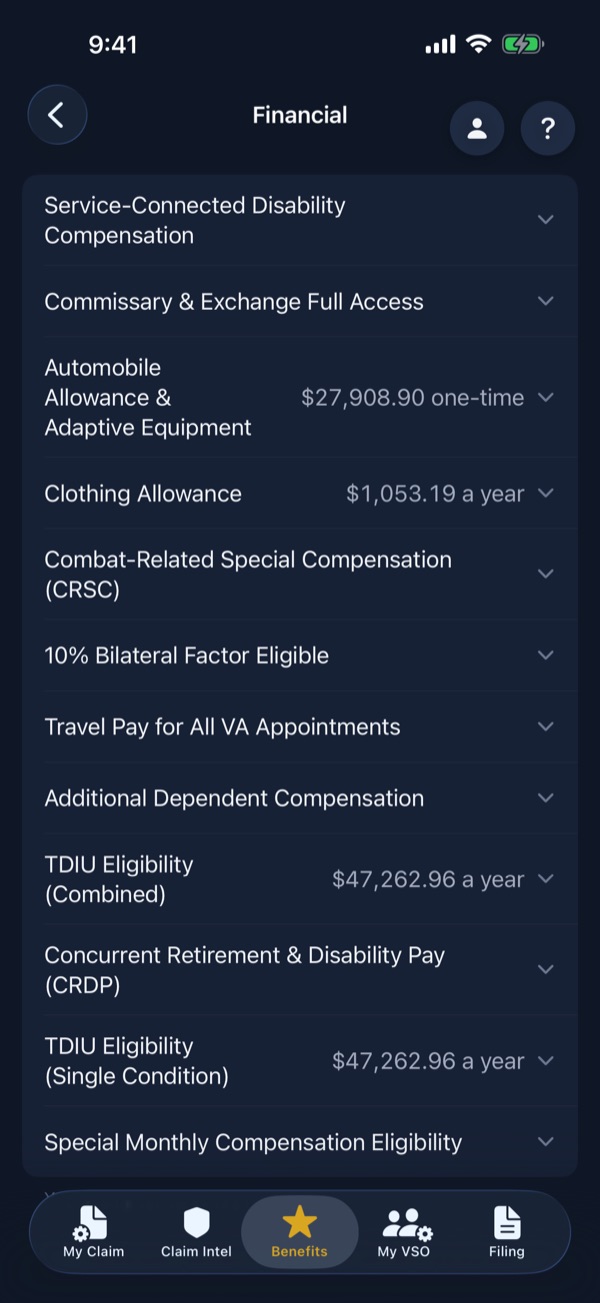 9:41
Financial
?
Service-Connected Disability
Compensation
Commissary & Exchange Full Access
Automobile
Allowance &
Adaptive Equipment
$27,908.90 one-time
Clothing Allowance
$1,053.19 a year
Combat-Related Special Compensation
(CRSC)
10% Bilateral Factor Eligible
Travel Pay for All VA Appointments
Additional Dependent Compensation
TDIU Eligibility
(Combined)
$47,262.96 a year
Concurrent Retirement & Disability Pay
(CRDP)
TDIU Eligibility
(Single Condition)
$47,262.96 a year
Special Monthly Compensation Eligibility
My Claim
Claim Intel
Benefits
My VSO
Filing